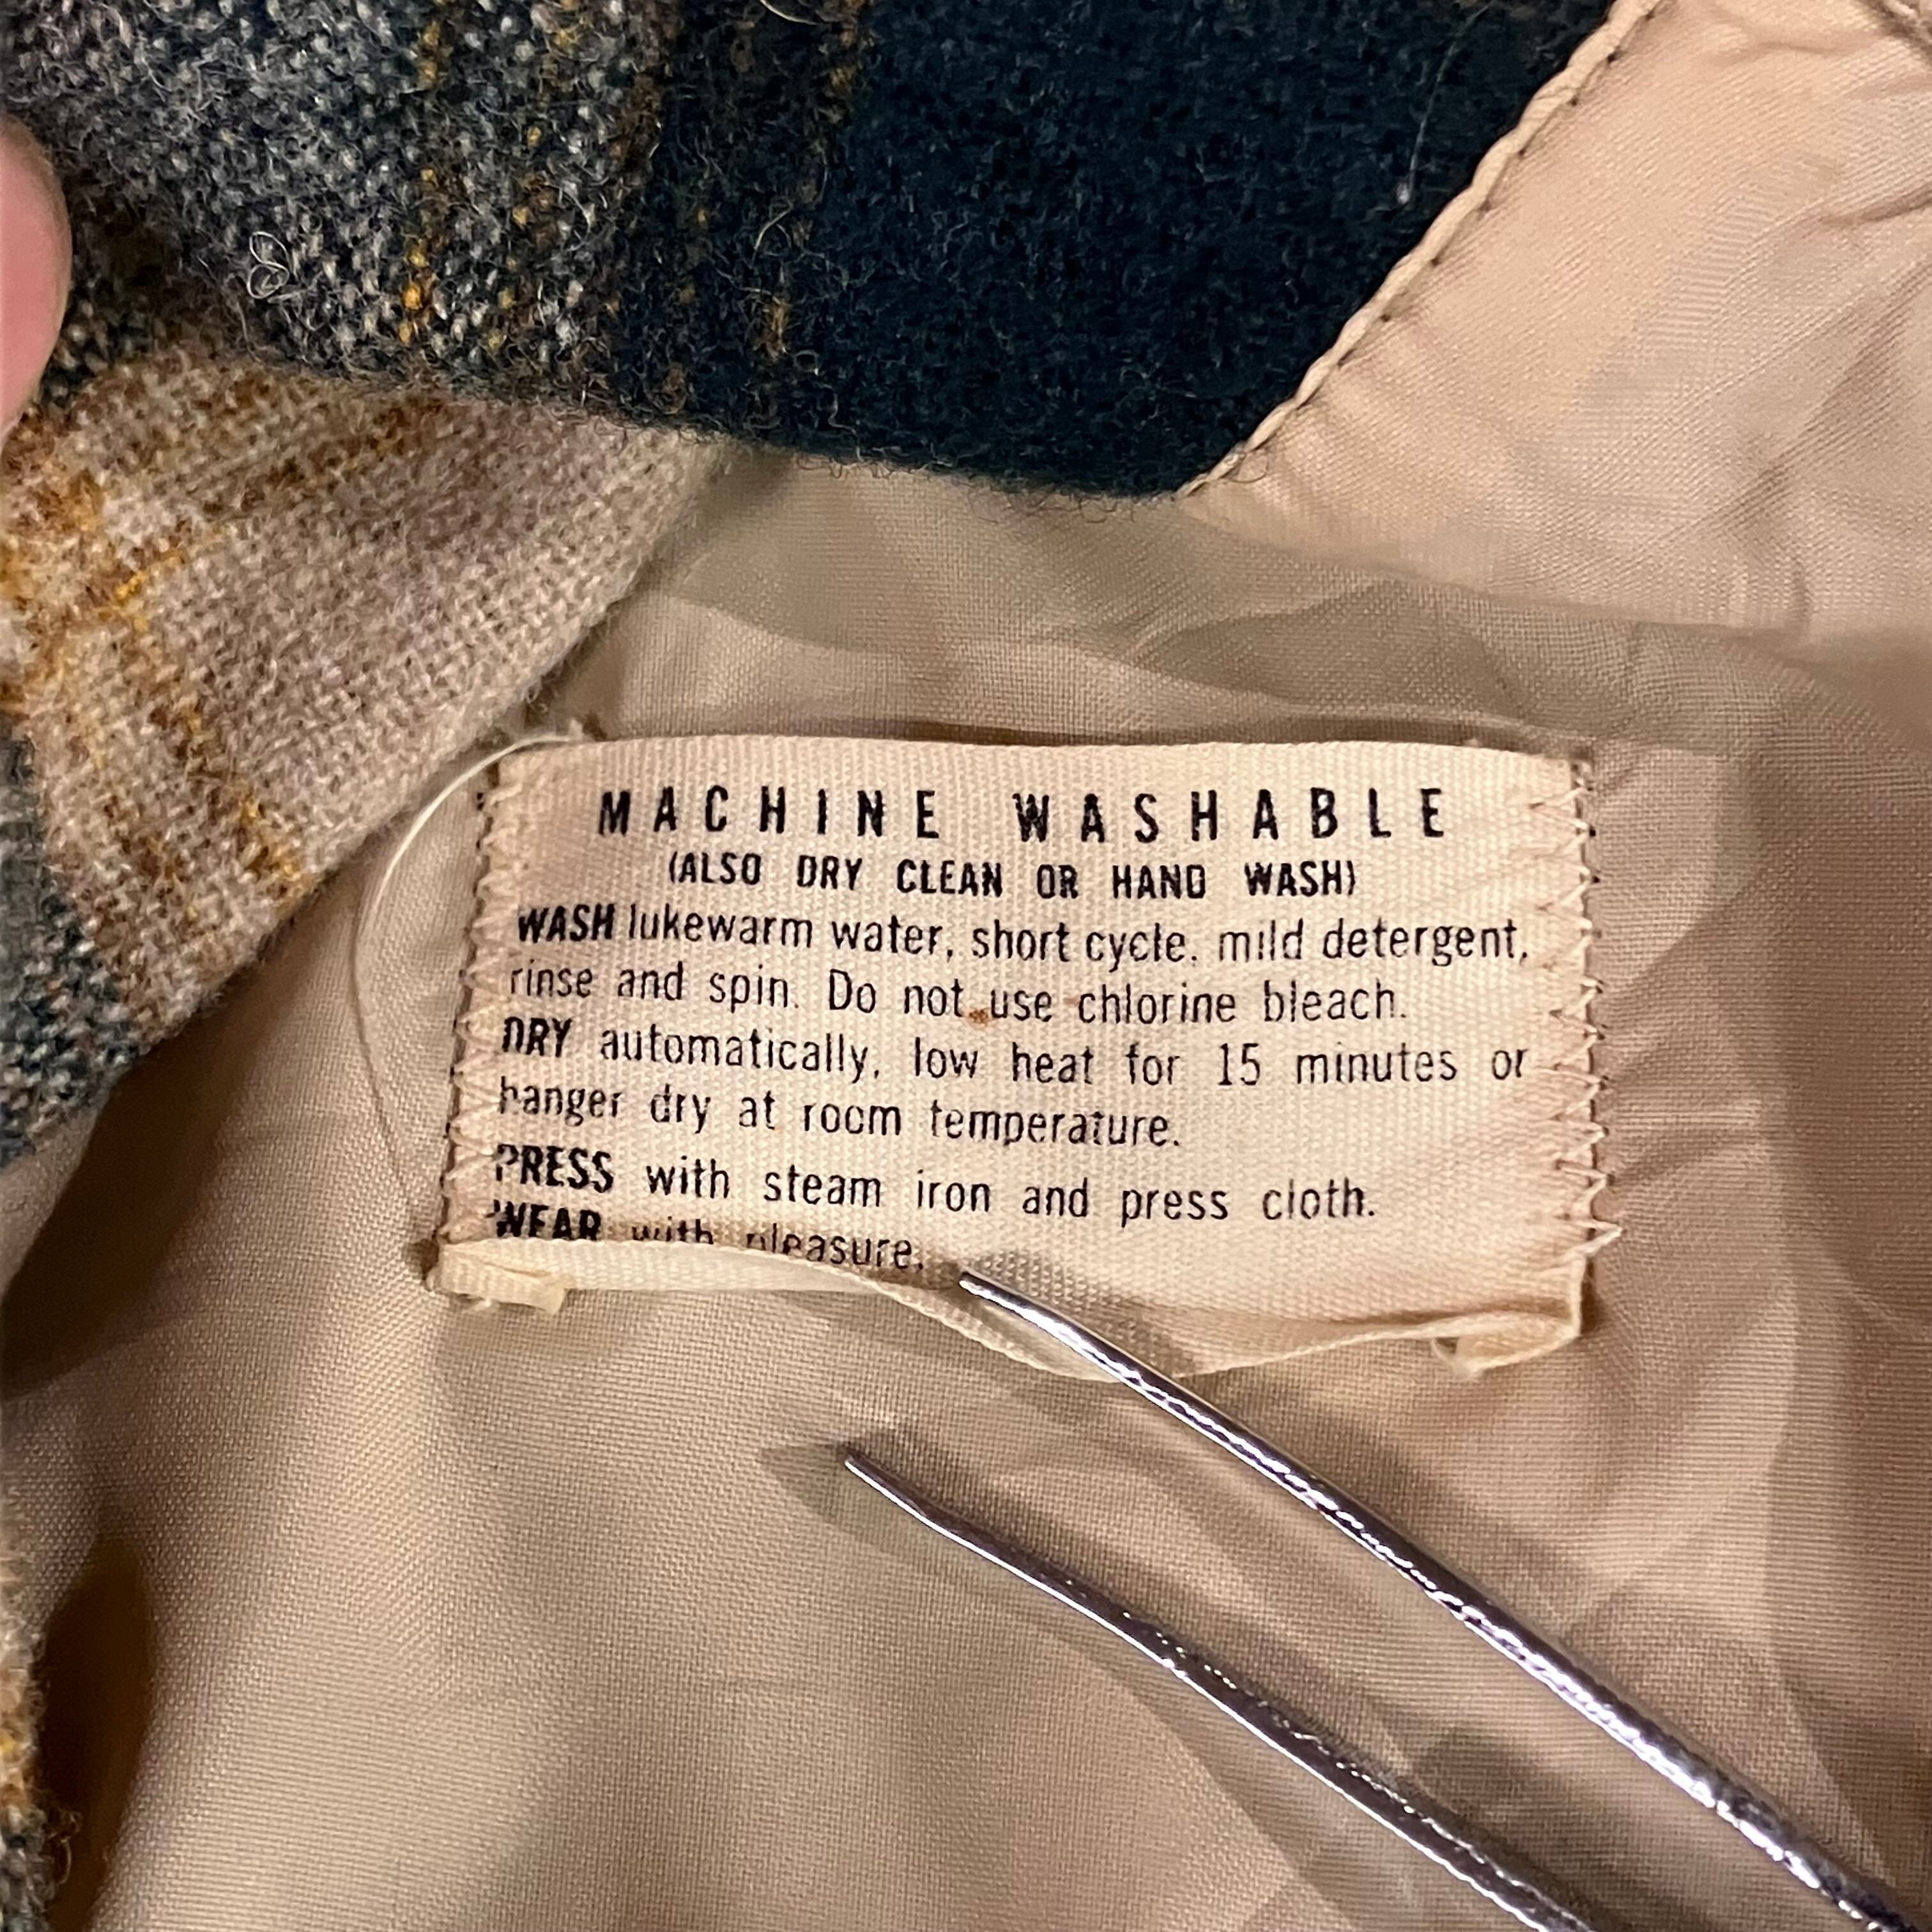 MACHINE WASHABLE
(ALSO DRY CLEAN OR HAND WASH)
WASH lukewarm water, short cycle, mild detergent,
rinse and spin. Do not use chlorine bleach.
DRY automatically, low heat for 15 minutes or
hanger dry at room temperature.
PRESS with steam iron and press cloth.
WEAR with pleasure.